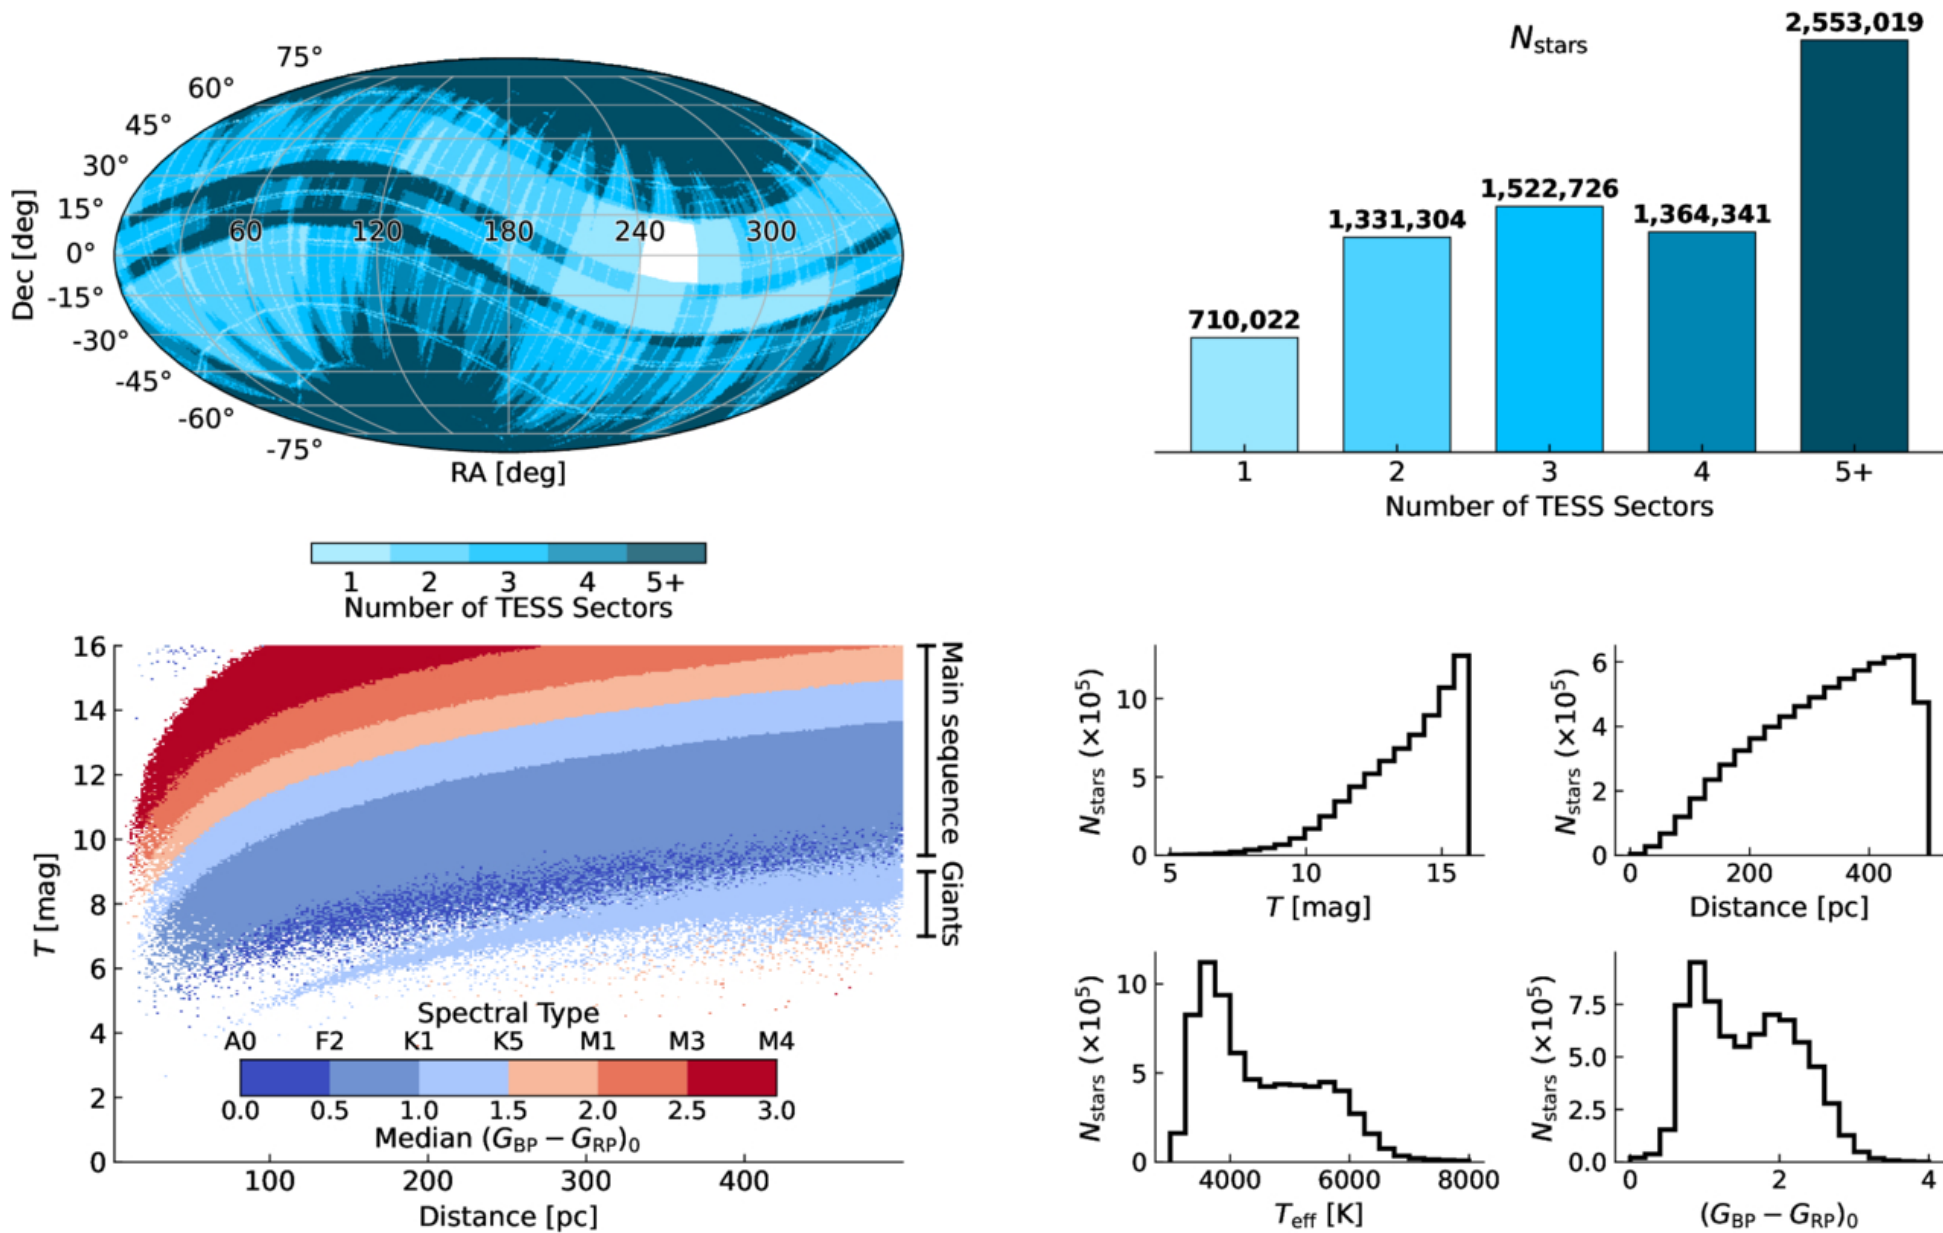 75°
60°
45°
30°
15°
0°
-15°
-30°
-45°
-60°
-75°
Dec [deg]
60 120 180 240 300
RA [deg]
1 2 3 4 5+
Number of TESS Sectors
N_stars
710,022
1,331,304
1,522,726
1,364,341
2,553,019
1 2 3 4 5+
Number of TESS Sectors
16
14
12
10
8
6
4
2
0
T [mag]
Main sequence
Giants
Spectral Type
A0 F2 K1 K5 M1 M3 M4
0.0 0.5 1.0 1.5 2.0 2.5 3.0
Median (G_BP − G_RP)_0
100 200 300 400
Distance [pc]
N_stars (×10^5)
10
5
0
5 10 15
T [mag]
N_stars (×10^5)
6
4
2
0
0 200 400
Distance [pc]
N_stars (×10^5)
10
5
0
4000 6000 8000
T_eff [K]
N_stars (×10^5)
7.5
5.0
2.5
0.0
0 2 4
(G_BP − G_RP)_0